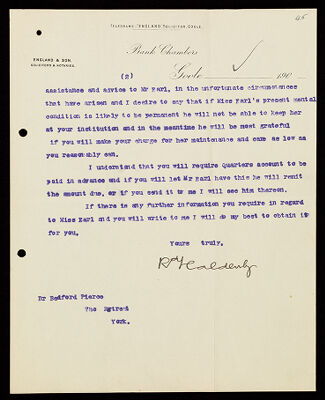 TELEGRAMS: "ENGLAND SOLICITOR, GOOLE.
45
Bank Chambers
ENGLAND & SON.
SOLICITORS & NOTARIES.
(2)
Goole 190
assistance and advice to Mr Earl, in the unfortunate circumstances
that have arisen and I desire to say that if Miss Earl's present mental
condition is likely to be permanent he will not be able to keep her
at your institution and in the meantime he will be most grateful
if you will make your charge for her maintenance and care as low as
you reasonably can.
I understand that you will require Quarters account to be
paid in advance and if you will let Mr Earl have this he will remit
the amount due, or if you send it to me I will see him thereon.
If there is any further information you require in regard
to Miss Earl and you will write to me I will do my best to obtain it
for you.
Yours truly,
Dr Bedford Pierce
The Retreat
York.